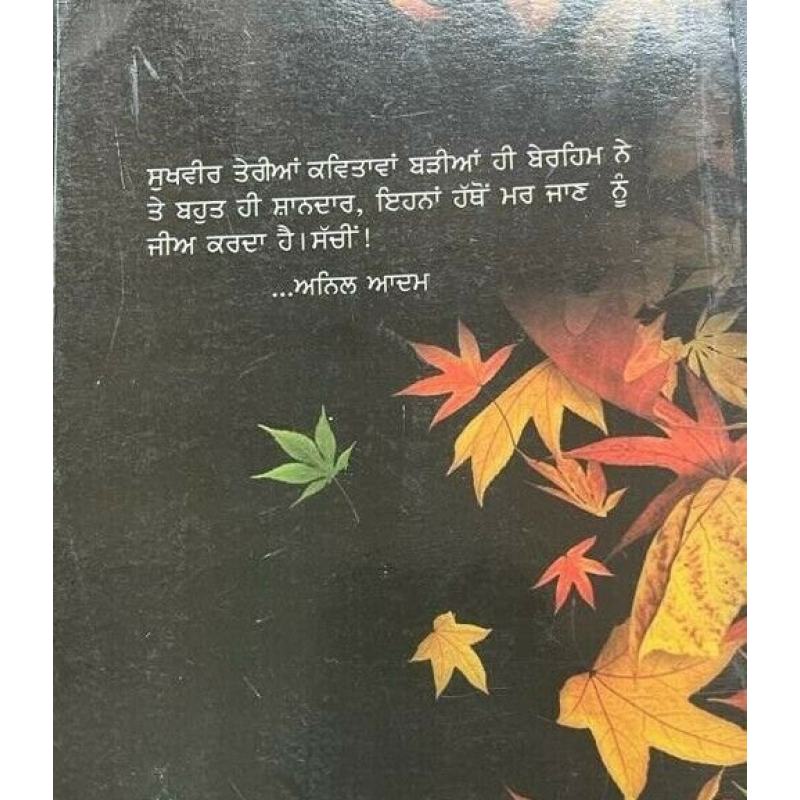 ਸੁਖਵੀਰ ਤੇਰੀਆਂ ਕਵਿਤਾਵਾਂ ਬੜੀਆਂ ਹੀ ਬੇਰਹਿਮ ਨੇ
ਤੇ ਬਹੁਤ ਹੀ ਸ਼ਾਨਦਾਰ, ਇਹਨਾਂ ਹੱਥੋਂ ਮਰ ਜਾਣ ਨੂੰ
ਜੀਅ ਕਰਦਾ ਹੈ। ਸੱਚੀਂ!
...ਅਨਿਲ ਆਦਮ